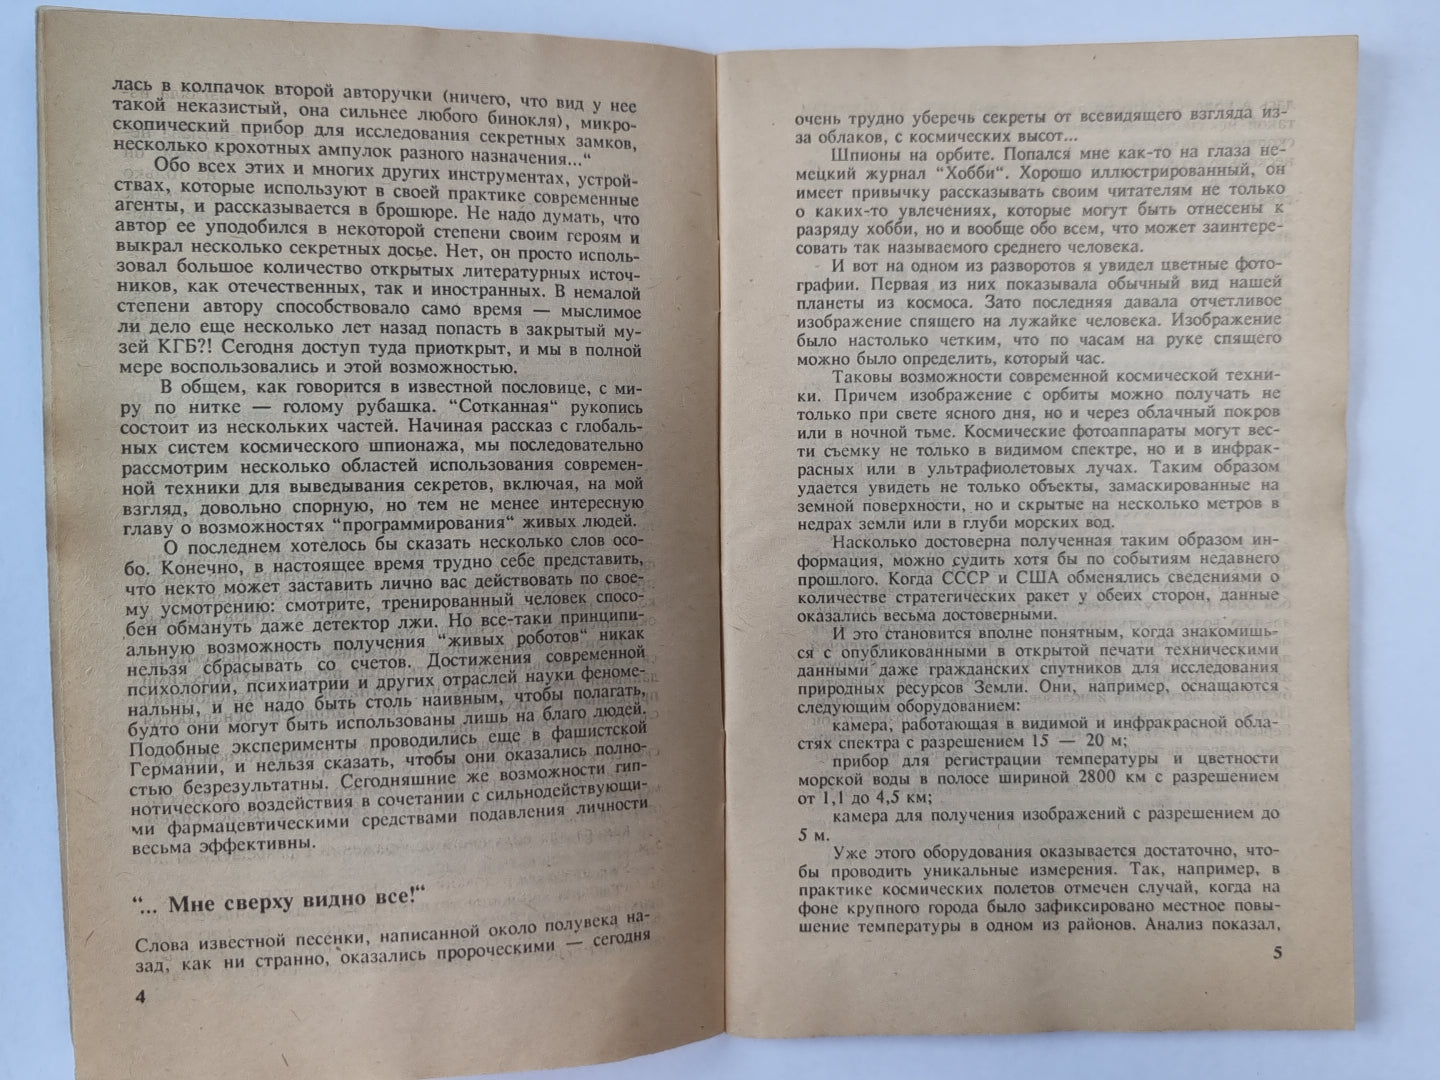 лась в колпачок второй авторучки (ничего, что вид у нее
такой неказистый, она сильнее любого бинокля), микро-
скопический прибор для исследования секретных замков,
несколько крохотных ампулок разного назначения..."
Обо всех этих и многих других инструментах, устрой-
ствах, которые используют в своей практике современные
агенты, и рассказывается в брошюре. Не надо думать, что
автор ее уподобился в некоторой степени своим героям и
выкрал несколько секретных досье. Нет, он просто исполь-
зовал большое количество открытых литературных источ-
ников, как отечественных, так и иностранных. В немалой
степени автору способствовало само время — мыслимое
ли дело еще несколько лет назад попасть в закрытый му-
зей КГБ?! Сегодня доступ туда приоткрыт, и мы в полной
мере воспользовались и этой возможностью.
В общем, как говорится в известной пословице, с ми-
ру по нитке — голому рубашка. “Сотканная“ рукопись
состоит из нескольких частей. Начиная рассказ с глобаль-
ных систем космического шпионажа, мы последовательно
рассмотрим несколько областей использования современ-
ной техники для выведывания секретов, включая, на мой
взгляд, довольно спорную, но тем не менее интересную
главу о возможностях “программирования“ живых людей.
О последнем хотелось бы сказать несколько слов осо-
бо. Конечно, в настоящее время трудно себе представить,
что некто может заставить лично вас действовать по свое-
му усмотрению: смотрите, тренированный человек спосо-
бен обмануть даже детектор лжи. Но все-таки принципи-
альную возможность получения “живых роботов“ никак
нельзя сбрасывать со счетов. Достижения современной
психологии, психиатрии и других отраслей науки феноме-
нальны, и не надо быть столь наивным, чтобы полагать,
будто они могут быть использованы лишь на благо людей.
Подобные эксперименты проводились еще в фашистской
Германии, и нельзя сказать, чтобы они оказались полно-
стью безрезультатны. Сегодняшние же возможности гип-
нотического воздействия в сочетании с сильнодействующи-
ми фармацевтическими средствами подавления личности
весьма эффективны.
“... Мне сверху видно все!“
Слова известной песенки, написанной около полувека на-
зад, как ни странно, оказались пророческими — сегодня
4
очень трудно уберечь секреты от всевидящего взгляда из-
за облаков, с космических высот...
Шпионы на орбите. Попался мне как-то на глаза не-
мецкий журнал “Хобби“. Хорошо иллюстрированный, он
имеет привычку рассказывать своим читателям не только
о каких-то увлечениях, которые могут быть отнесены к
разряду хобби, но и вообще обо всем, что может заинтере-
совать так называемого среднего человека.
И вот на одном из разворотов я увидел цветные фото-
графии. Первая из них показывала обычный вид нашей
планеты из космоса. Зато последняя давала отчетливое
изображение спящего на лужайке человека. Изображение
было настолько четким, что по часам на руке спящего
можно было определить, который час.
Таковы возможности современной космической техни-
ки. Причем изображение с орбиты можно получать не
только при свете ясного дня, но и через облачный покров
или в ночной тьме. Космические фотоаппараты могут вес-
ти съемку не только в видимом спектре, но и в инфрак-
расных или в ультрафиолетовых лучах. Таким образом
удается увидеть не только объекты, замаскированные на
земной поверхности, но и скрытые на несколько метров в
недрах земли или в глуби морских вод.
Насколько достоверна полученная таким образом ин-
формация, можно судить хотя бы по событиям недавнего
прошлого. Когда СССР и США обменялись сведениями о
количестве стратегических ракет у обеих сторон, данные
оказались весьма достоверными.
И это становится вполне понятным, когда знакомишь-
ся с опубликованными в открытой печати техническими
данными даже гражданских спутников для исследования
природных ресурсов Земли. Они, например, оснащаются
следующим оборудованием:
камера, работающая в видимой и инфракрасной обла-
стях спектра с разрешением 15 — 20 м;
прибор для регистрации температуры и цветности
морской воды в полосе шириной 2800 км с разрешением
от 1,1 до 4,5 км;
камера для получения изображений с разрешением до
5 м.
Уже этого оборудования оказывается достаточно, что-
бы проводить уникальные измерения. Так, например, в
практике космических полетов отмечен случай, когда на
фоне крупного города было зафиксировано местное повы-
шение температуры в одном из районов. Анализ показал,
5